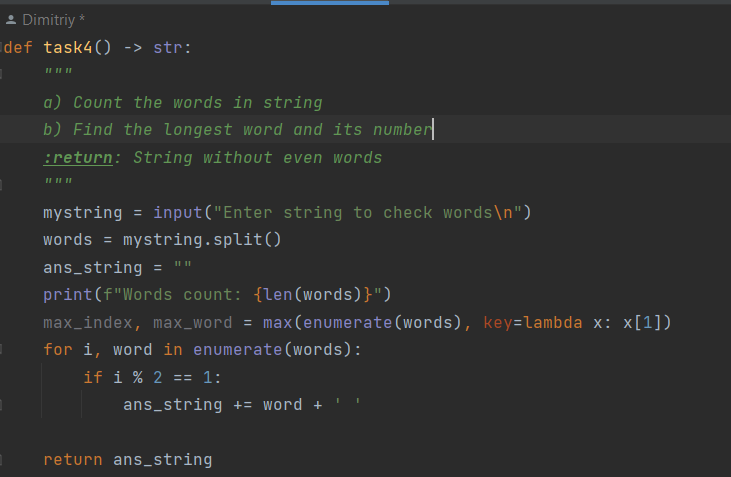 Dimitriy *
def task4() -> str:
    """
    a) Count the words in string
    b) Find the longest word and its number
    :return: String without even words
    """
    mystring = input("Enter string to check words\n")
    words = mystring.split()
    ans_string = ""
    print(f"Words count: {len(words)}")
    max_index, max_word = max(enumerate(words), key=lambda x: x[1])
    for i, word in enumerate(words):
        if i % 2 == 1:
            ans_string += word + ' '
    return ans_string